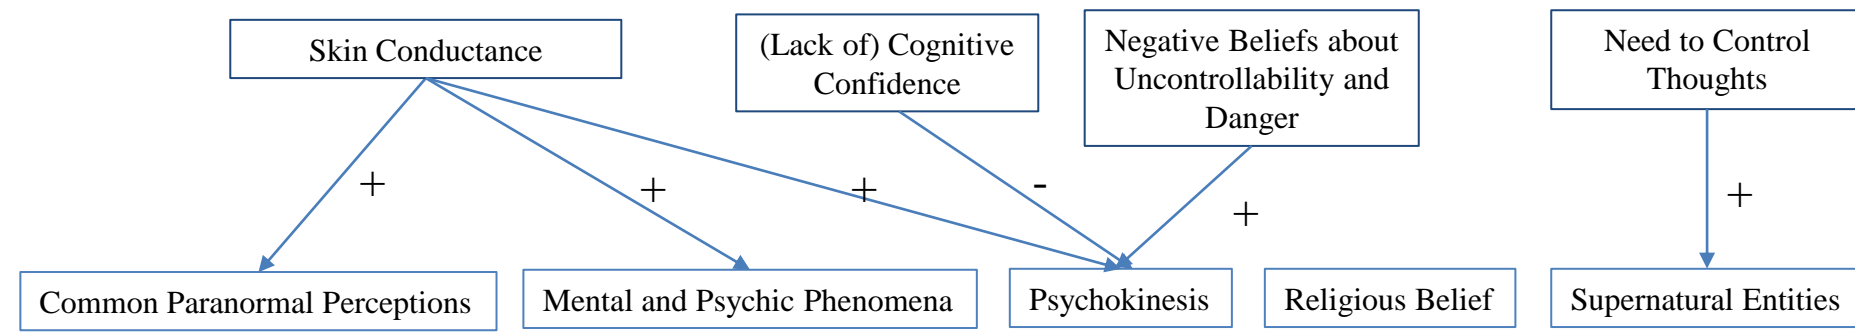 Skin Conductance
(Lack of) Cognitive
Confidence
Negative Beliefs about
Uncontrollability and
Danger
Need to Control
Thoughts
+
+
+
-
+
+
Common Paranormal Perceptions
Mental and Psychic Phenomena
Psychokinesis
Religious Belief
Supernatural Entities